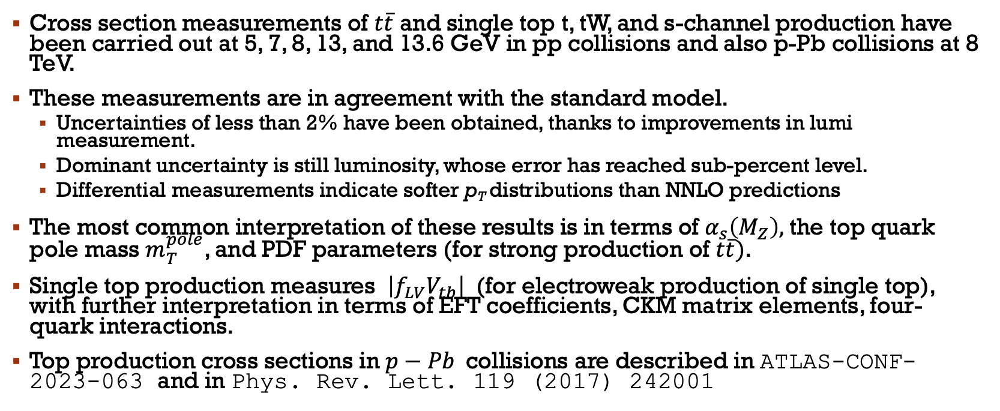 ▪ Cross section measurements of 𝑡𝑡̄ and single top t, tW, and s-channel production have
been carried out at 5, 7, 8, 13, and 13.6 GeV in pp collisions and also p-Pb collisions at 8
TeV.
▪ These measurements are in agreement with the standard model.
▪ Uncertainties of less than 2% have been obtained, thanks to improvements in lumi
measurement.
▪ Dominant uncertainty is still luminosity, whose error has reached sub-percent level.
▪ Differential measurements indicate softer p_T distributions than NNLO predictions
▪ The most common interpretation of these results is in terms of α_s(M_Z), the top quark
pole mass m_T^{pole}, and PDF parameters (for strong production of 𝑡𝑡̄).
▪ Single top production measures |f_{LV}V_{tb}| (for electroweak production of single top),
with further interpretation in terms of EFT coefficients, CKM matrix elements, four-
quark interactions.
▪ Top production cross sections in p − Pb collisions are described in ATLAS-CONF-
2023-063 and in Phys. Rev. Lett. 119 (2017) 242001